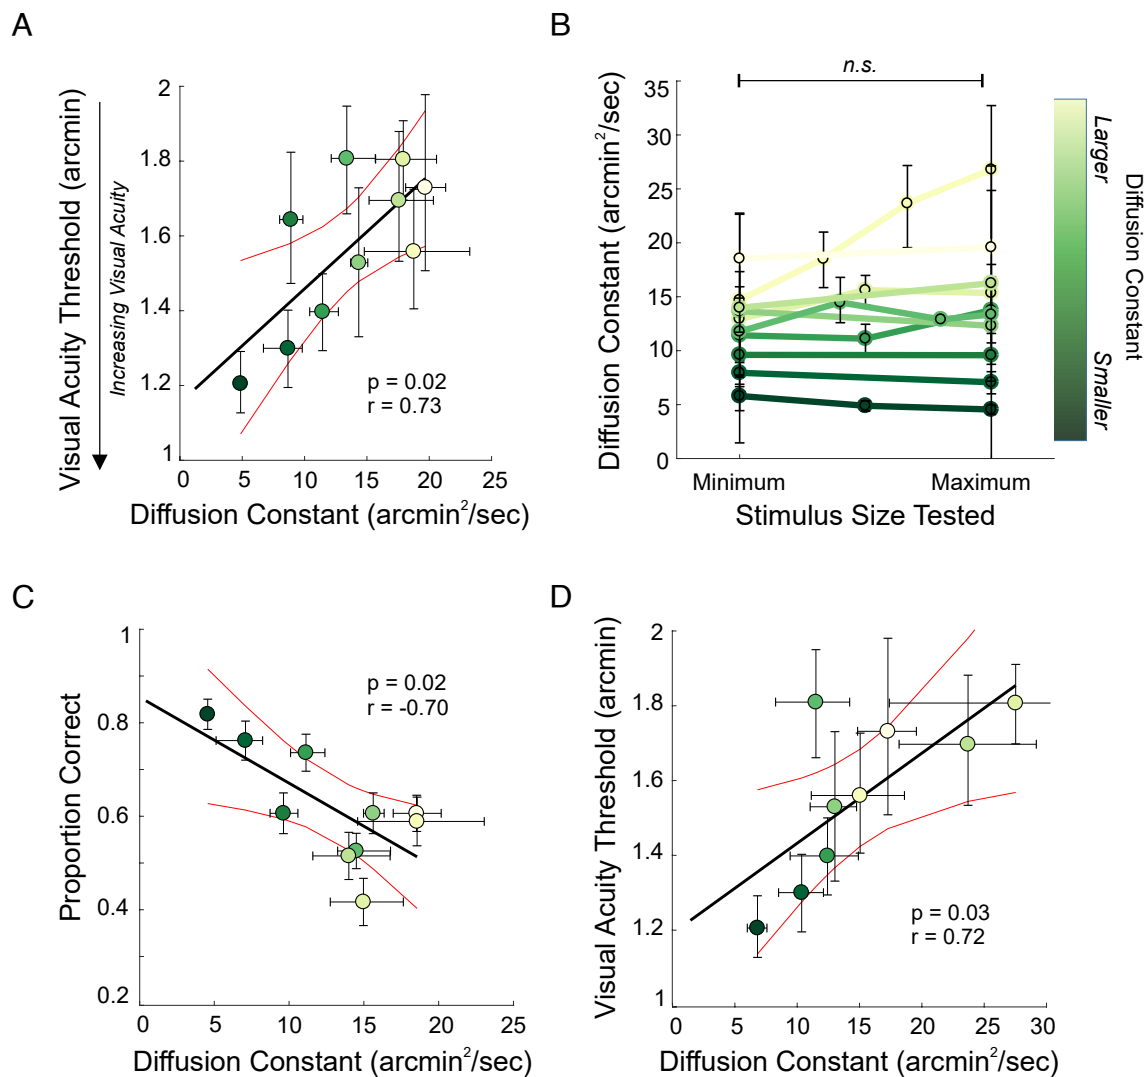 A
Visual Acuity Threshold (arcmin)
Increasing Visual Acuity
2
1.8
1.6
1.4
1.2
1
p = 0.02
r = 0.73
0 5 10 15 20 25
Diffusion Constant (arcmin²/sec)
B
n.s.
Diffusion Constant (arcmin²/sec)
35
30
25
20
15
10
5
0
Minimum Maximum
Stimulus Size Tested
Larger
Smaller
Diffusion Constant
C
Proportion Correct
1
0.8
0.6
0.4
0.2
p = 0.02
r = -0.70
0 5 10 15 20 25
Diffusion Constant (arcmin²/sec)
D
Visual Acuity Threshold (arcmin)
2
1.8
1.6
1.4
1.2
1
p = 0.03
r = 0.72
0 5 10 15 20 25 30
Diffusion Constant (arcmin²/sec)